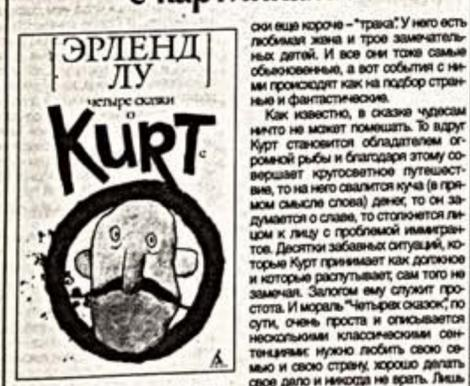 ЭРЛЕНД
ЛУ
четыре сказки
о
KURTе
ски еще короче – "трака". У него есть
любимая жена и трое замечатель-
ных детей. И все они тоже самые
обыкновенные, а вот события с ни-
ми происходят как на подбор стран-
ные и фантастические.
Как известно, в сказке чудесам
ничто не может помешать. То вдруг
Курт становится обладателем ог-
ромной рыбы и благодаря этому со-
вершает кругосветное путешест-
вие, то на него свалится куча (в пря-
мом смысле слова) денег, то он за-
думается о славе, то столкнется ли-
цом к лицу с проблемой иммигран-
тов. Десятки забавных ситуаций, ко-
торые Курт принимает как должное
и которые распутывает, сам того не
замечая. Залогом ему служит про-
стота. И мораль "Четырех сказок", по
сути, очень проста и описывается
несколькими классическими сен-
тенциями: нужно любить свою се-
мью и свою страну, хорошо делать
свое дело и никогда не врать. Лишь